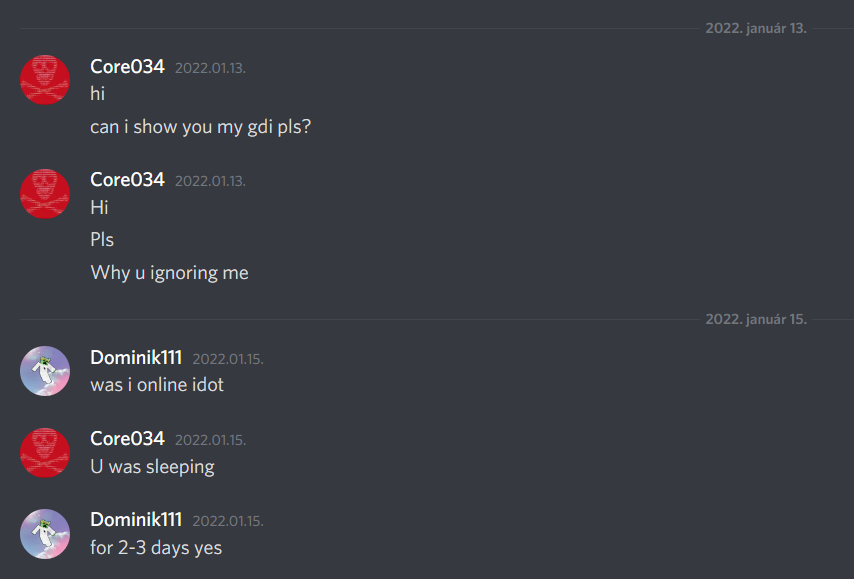 2022. január 13.
Core034 2022.01.13.
hi
can i show you my gdi pls?
Core034 2022.01.13.
Hi
Pls
Why u ignoring me
2022. január 15.
Dominik111 2022.01.15.
was i online idot
Core034 2022.01.15.
U was sleeping
Dominik111 2022.01.15.
for 2-3 days yes